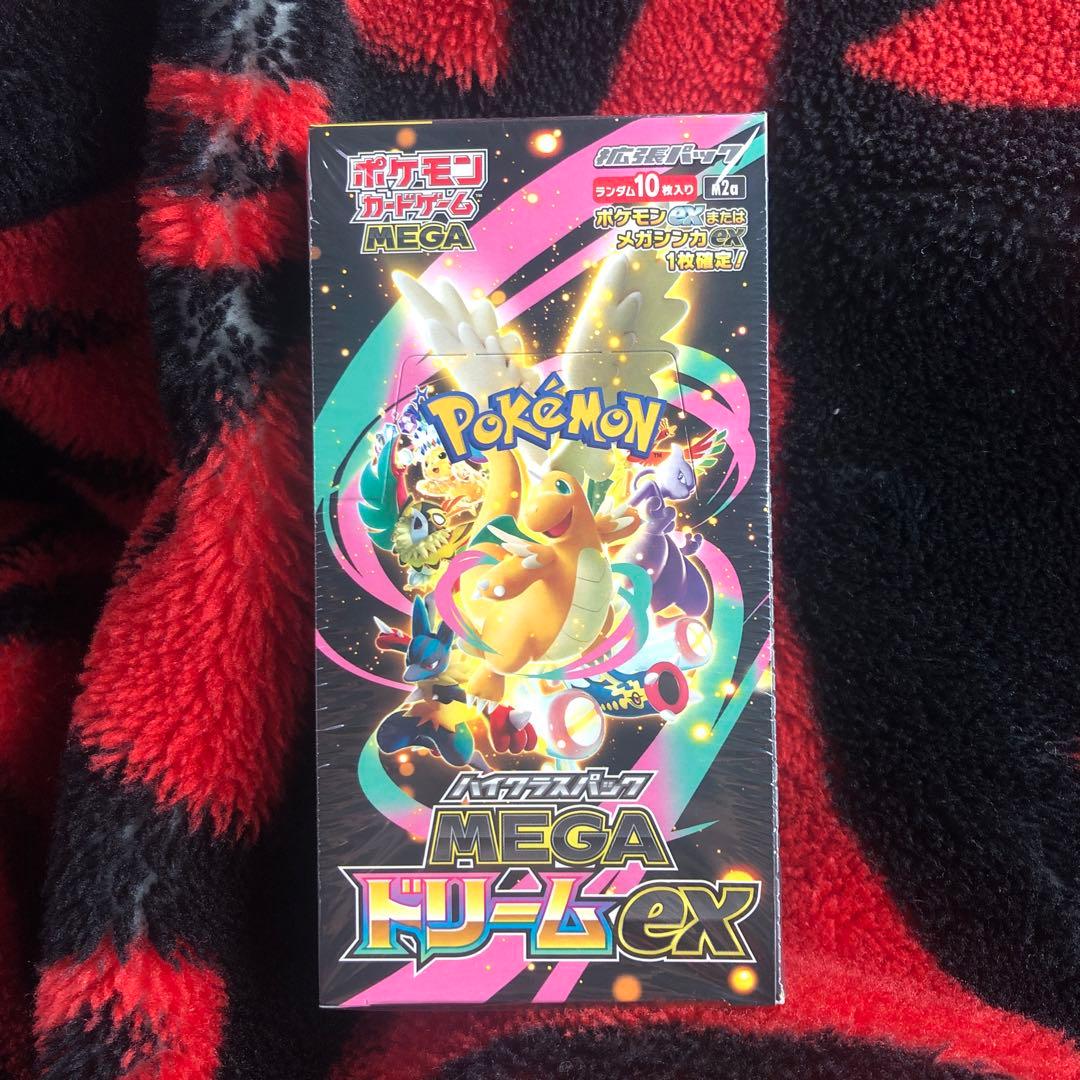 ポケモン
カードゲーム
MEGA
拡張パック
ランダム10枚入り
M2a
ポケモンexまたは
メガシンカex
1枚確定!
POKéMON
ハイクラスパック
MEGA
ドリームex